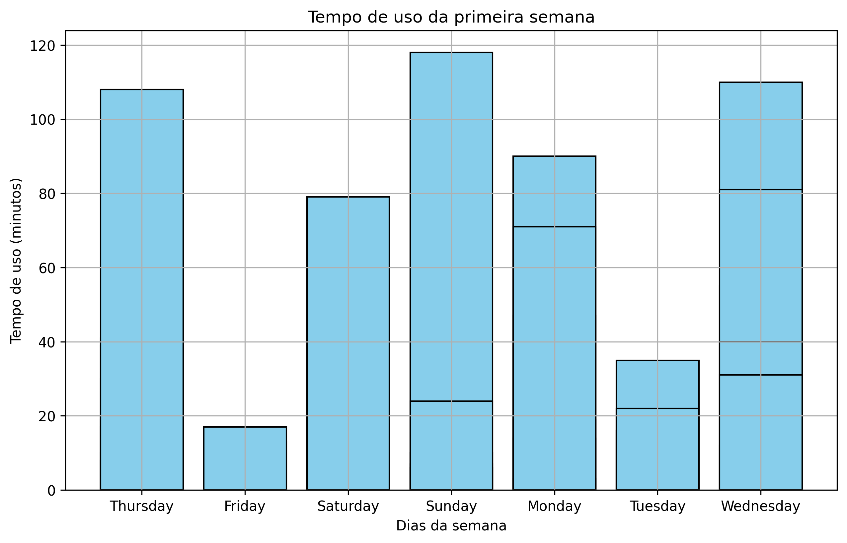 Tempo de uso da primeira semana
Tempo de uso (minutos)
120
100
80
60
40
20
0
Thursday Friday Saturday Sunday Monday Tuesday Wednesday
Dias da semana